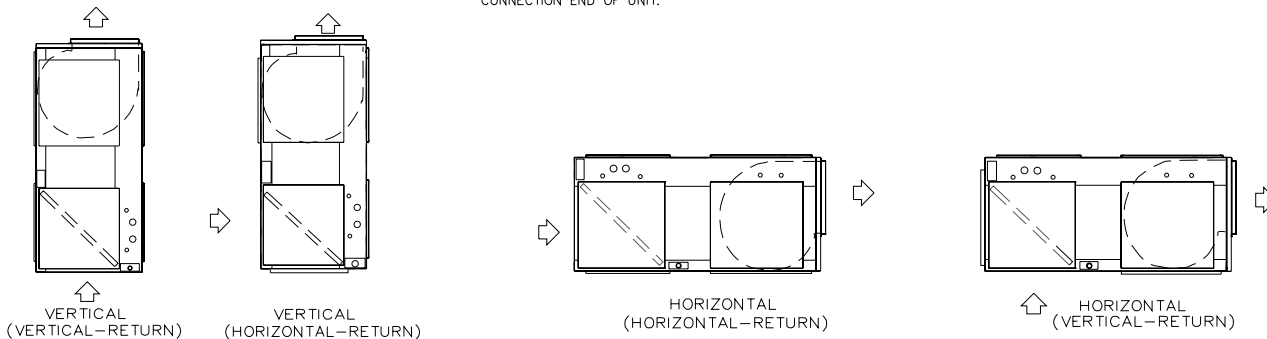 CONNECTION END OF UNIT.
VERTICAL
(VERTICAL–RETURN)
VERTICAL
(HORIZONTAL–RETURN)
HORIZONTAL
(HORIZONTAL–RETURN)
HORIZONTAL
(VERTICAL–RETURN)